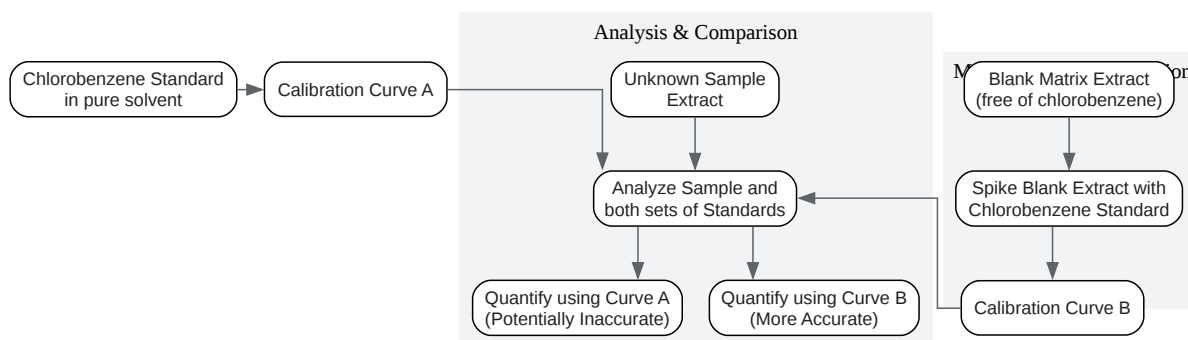 Analysis & Comparison
Chlorobenzene Standard
in pure solvent
Calibration Curve A
Unknown Sample
Extract
Blank Matrix Extract
(free of chlorobenzene)
Analyze Sample and
both sets of Standards
Spike Blank Extract with
Chlorobenzene Standard
Quantify using Curve A
(Potentially Inaccurate)
Quantify using Curve B
(More Accurate)
Calibration Curve B